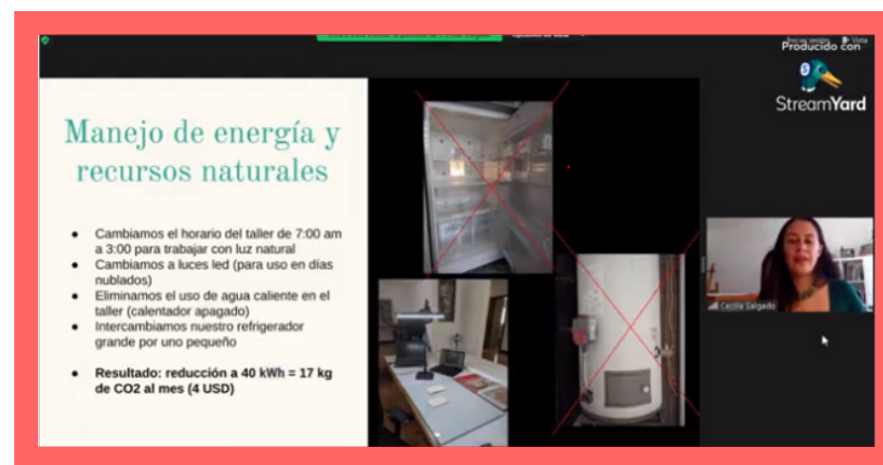 Producido con
StreamYard
Manejo de energía y
recursos naturales
Cambiamos el horario del taller de 7:00 am
a 3:00 para trabajar con luz natural
Cambiamos a luces led (para uso en días
nublados)
Eliminamos el uso de agua caliente en el
taller (calentador apagado)
Intercambiamos nuestro refrigerador
grande por uno pequeño
Resultado: reducción a 40 kWh = 17 kg
de CO2 al mes (4 USD)
Cecilia Salgado